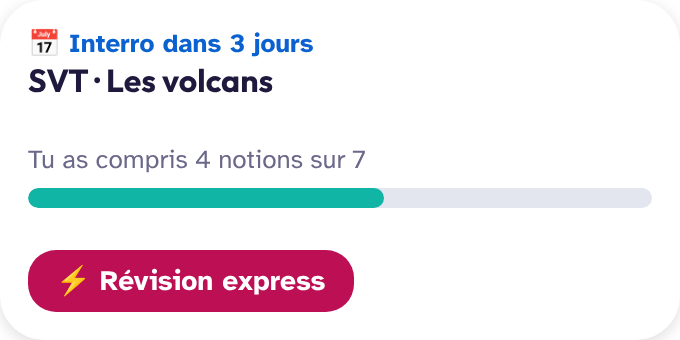 📅 Interro dans 3 jours
SVT · Les volcans
Tu as compris 4 notions sur 7
⚡ Révision express